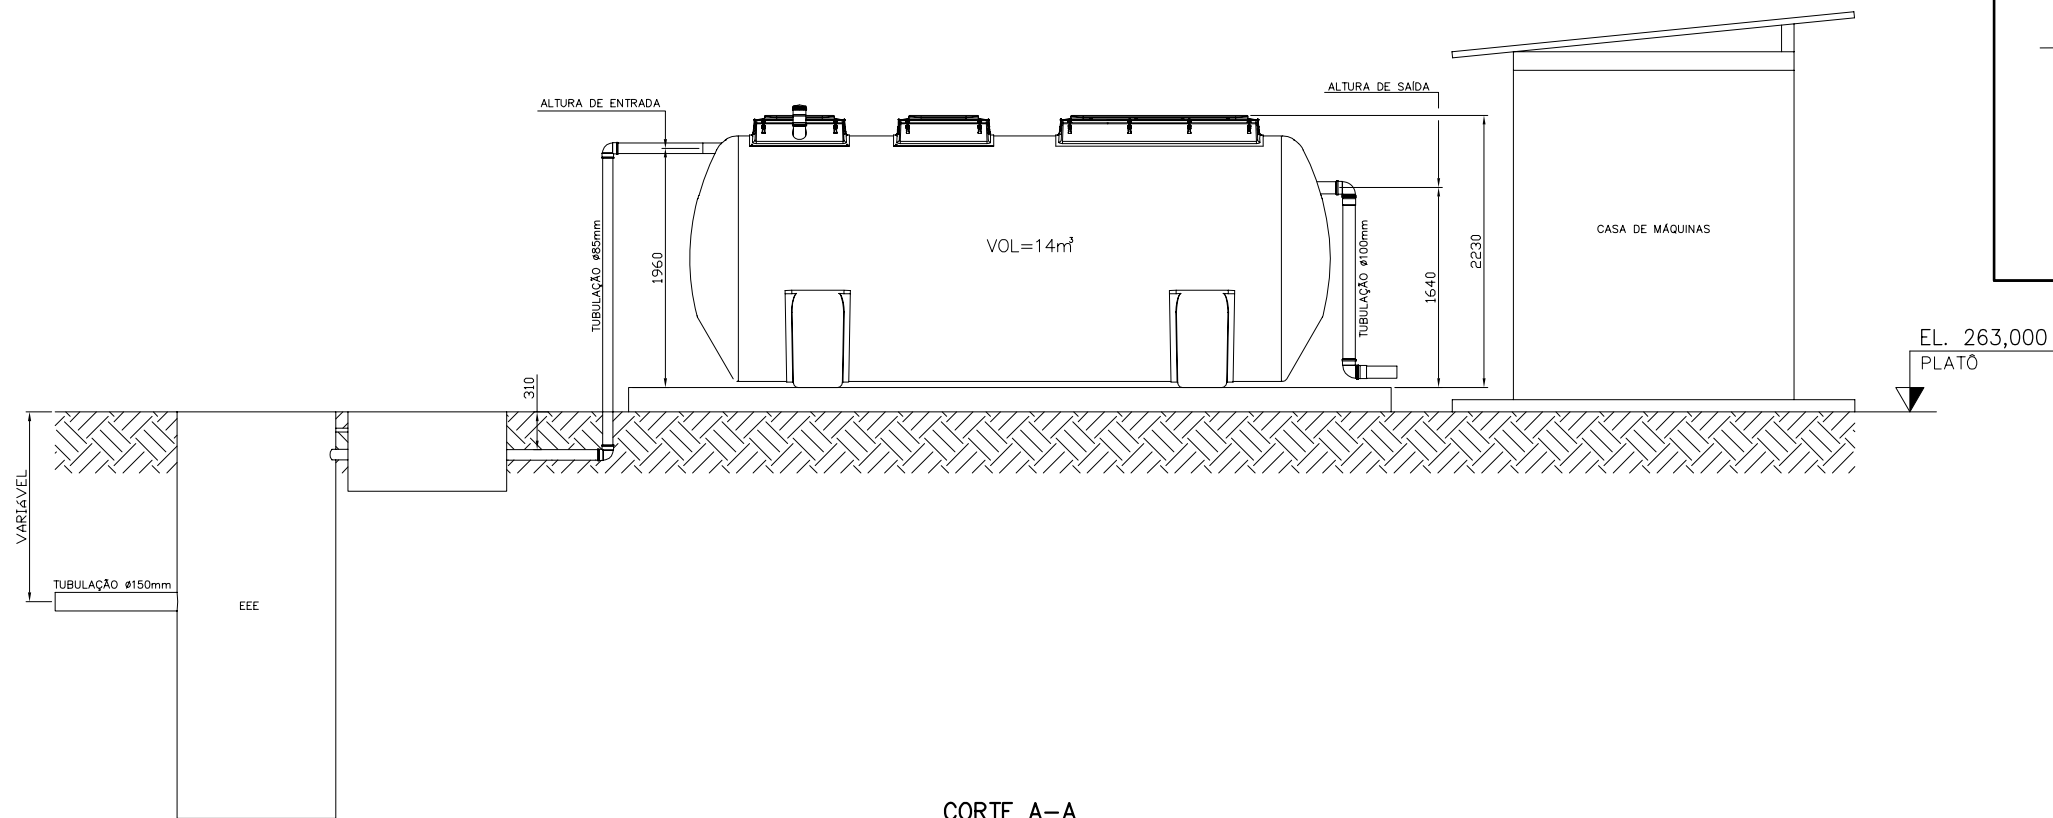 ALTURA DE ENTRADA
ALTURA DE SAÍDA
TUBULAÇÃO ø85mm
1960
VOL=14m³
1640
TUBULAÇÃO ø100mm
2230
CASA DE MÁQUINAS
EL. 263,000
PLATÔ
310
VARIÁVEL
TUBULAÇÃO ø150mm
EEE
CORTE A-A